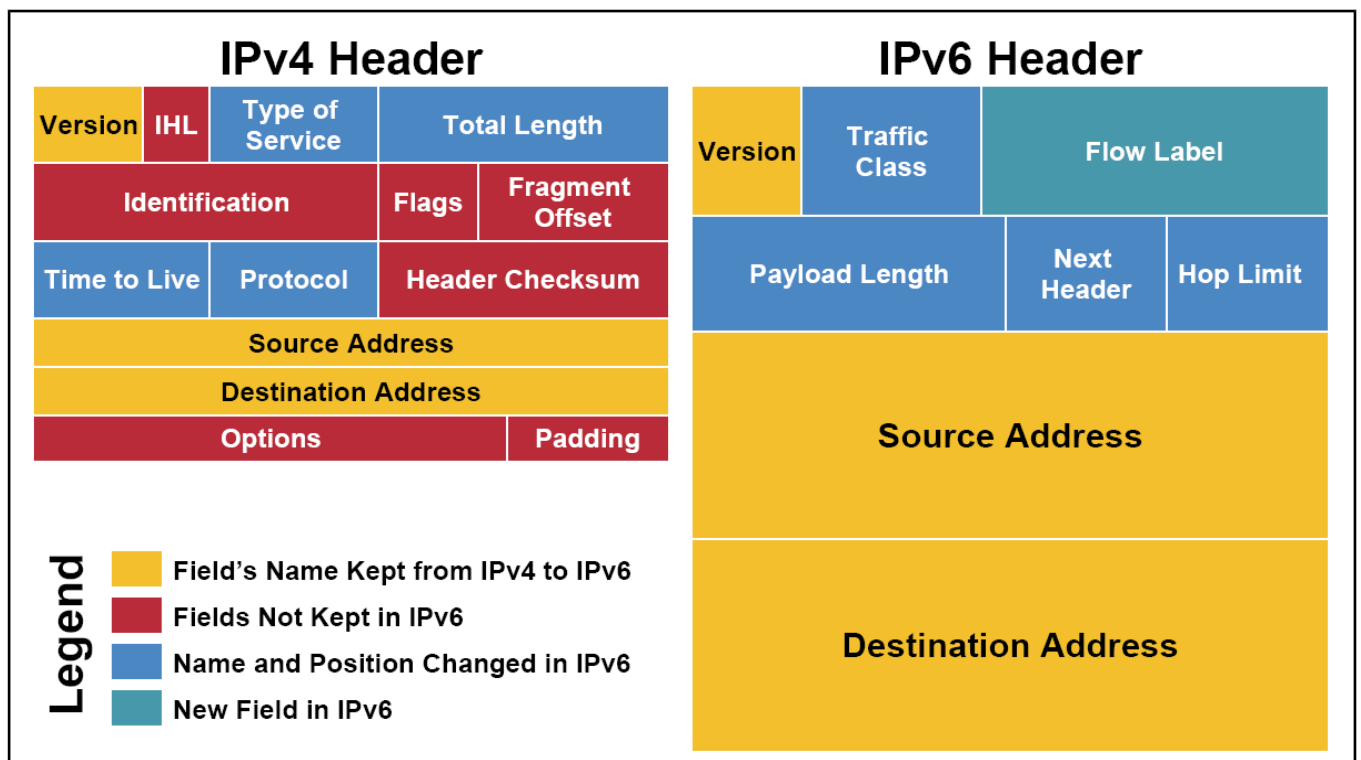 IPv4 Header
Version IHL Type of Service Total Length
Identification Flags Fragment Offset
Time to Live Protocol Header Checksum
Source Address
Destination Address
Options Padding
IPv6 Header
Version Traffic Class Flow Label
Payload Length Next Header Hop Limit
Source Address
Destination Address
Legend
Field's Name Kept from IPv4 to IPv6
Fields Not Kept in IPv6
Name and Position Changed in IPv6
New Field in IPv6